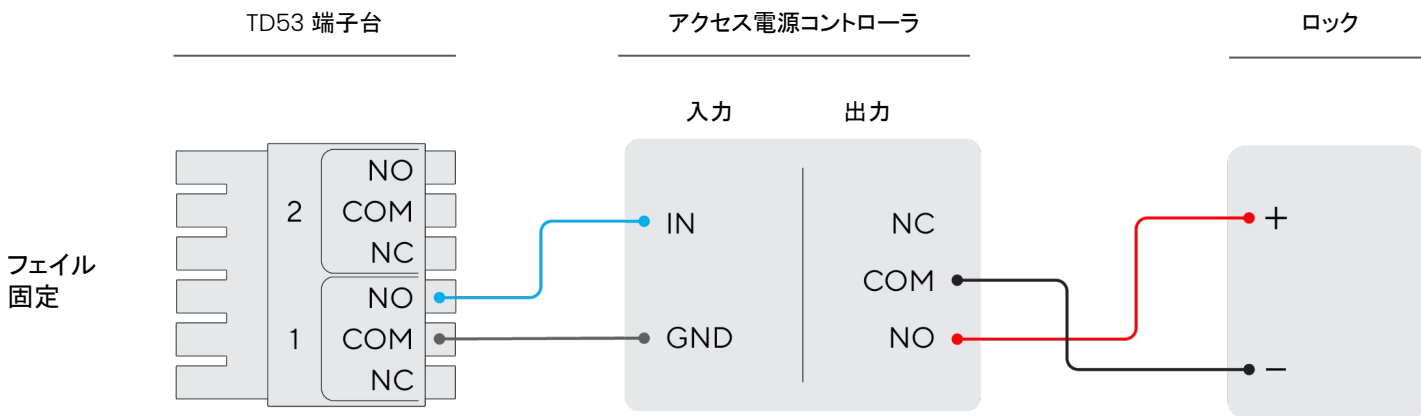 TD53 端子台
アクセス電源コントローラ
ロック
入力
出力
フェイル
固定
2
NO
COM
NC
1
NO
COM
NC
IN
GND
NC
COM
NO
+
−